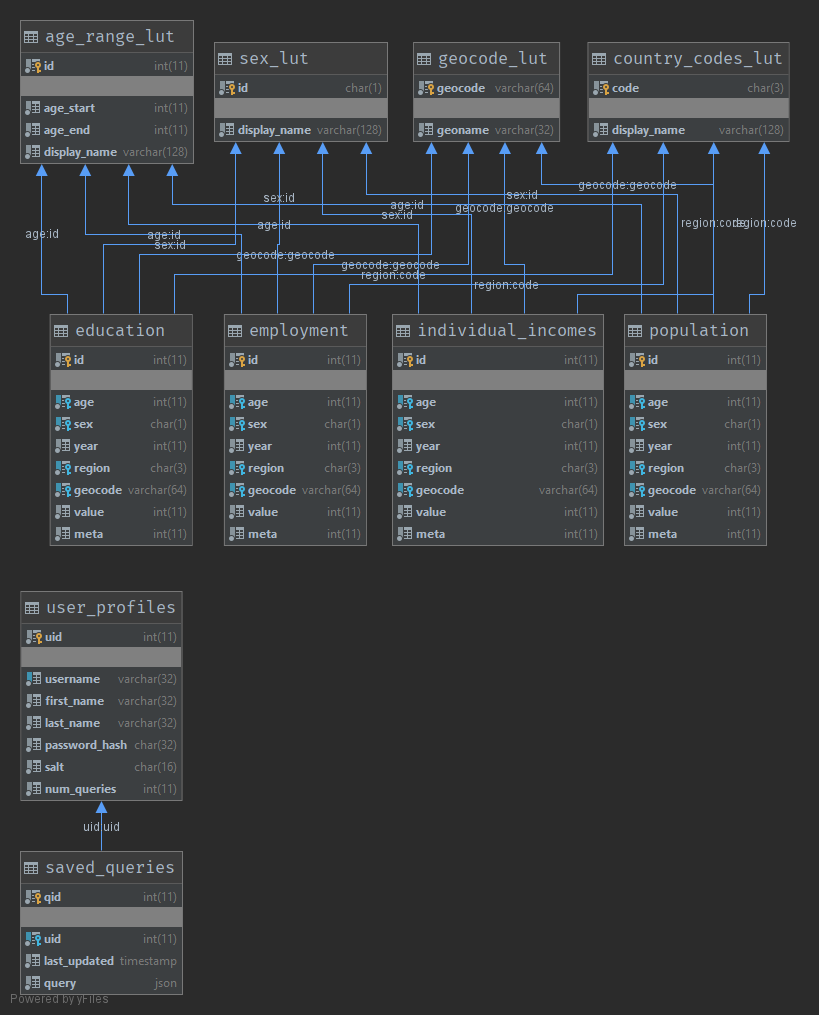 age_range_lut
id int(11)
age_start int(11)
age_end int(11)
display_name varchar(128)
sex_lut
id char(1)
display_name varchar(128)
geocode_lut
geocode varchar(64)
geoname varchar(32)
country_codes_lut
code char(3)
display_name varchar(128)
geocode:geocode
sex:id
sex:id
age:id
geocode:geocode
sex:id
age:id
region:code
region:code
age:id
age:id
sex:id
geocode:geocode
geocode:geocode
region:code
region:code
education
id int(11)
age int(11)
sex char(1)
year int(11)
region char(3)
geocode varchar(64)
value int(11)
meta int(11)
employment
id int(11)
age int(11)
sex char(1)
year int(11)
region char(3)
geocode varchar(64)
value int(11)
meta int(11)
individual_incomes
id int(11)
age int(11)
sex char(1)
year int(11)
region char(3)
geocode varchar(64)
value int(11)
meta int(11)
population
id int(11)
age int(11)
sex char(1)
year int(11)
region char(3)
geocode varchar(64)
value int(11)
meta int(11)
user_profiles
uid int(11)
username varchar(32)
first_name varchar(32)
last_name varchar(32)
password_hash char(32)
salt char(16)
num_queries int(11)
uid:uid
saved_queries
qid int(11)
uid int(11)
last_updated timestamp
query json
Powered by yFiles